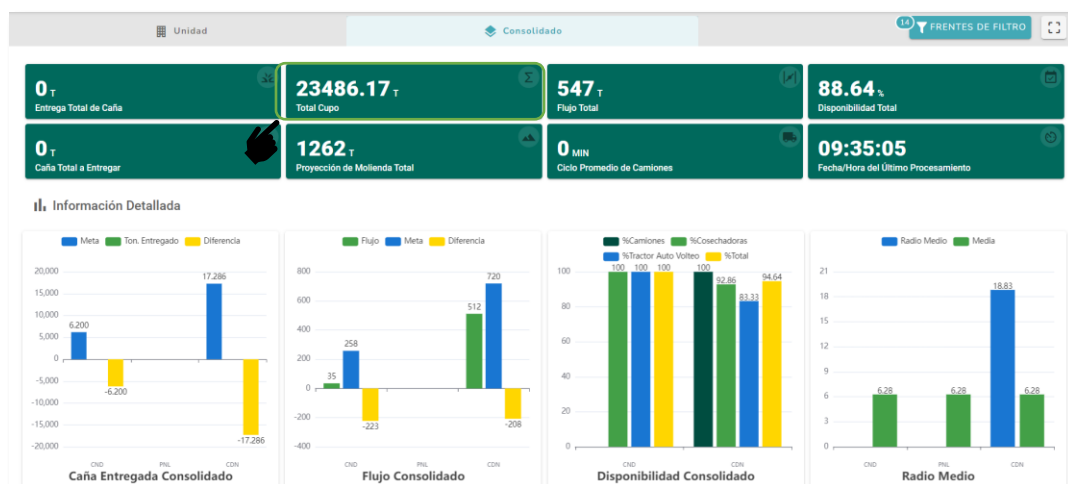 Unidad
Consolidado
14
FRENTES DE FILTRO
0 T
Entrega Total de Caña
23486.17 T
Total Cupo
547 T
Flujo Total
88.64 %
Disponibilidad Total
0 T
Caña Total a Entregar
1262 T
Proyección de Molienda Total
0 MIN
Ciclo Promedio de Camiones
09:35:05
Fecha/Hora del Último Procesamiento
Información Detallada
Meta Ton. Entregado Diferencia
20,000
15,000
10,000
5,000
0
-5,000
-10,000
-15,000
-20,000
6.200
-6.200
17.286
-17.286
CND PNL CDN
Caña Entregada Consolidado
Flujo Meta Diferencia
800
600
400
200
0
-200
-400
35
258
-223
512
720
-208
CND PNL CDN
Flujo Consolidado
%Camiones %Cosechadoras
%Tractor Auto Volteo %Total
100
80
60
40
20
0
100 100 100
100
92.86
83.33
94.64
CND CDN
Disponibilidad Consolidado
Radio Medio Media
21
18
15
12
9
6
3
0
6.28
6.28
18.83
6.28
CND PNL CDN
Radio Medio